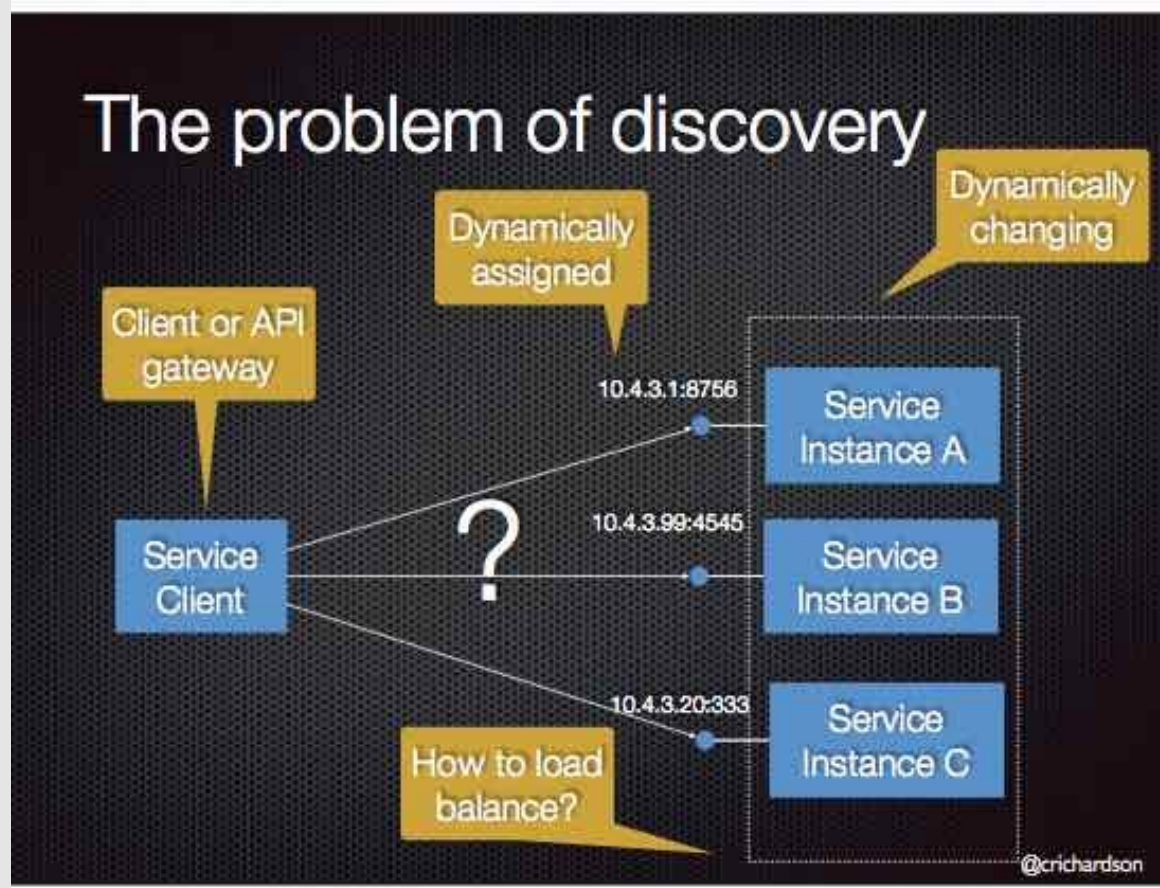 The problem of discovery
Dynamically
changing
Dynamically
assigned
Client or API
gateway
10.4.3.1:8756
Service
Instance A
?
10.4.3.99:4545
Service
Client
Service
Instance B
10.4.3.20:333
Service
Instance C
How to load
balance?
@crichardson